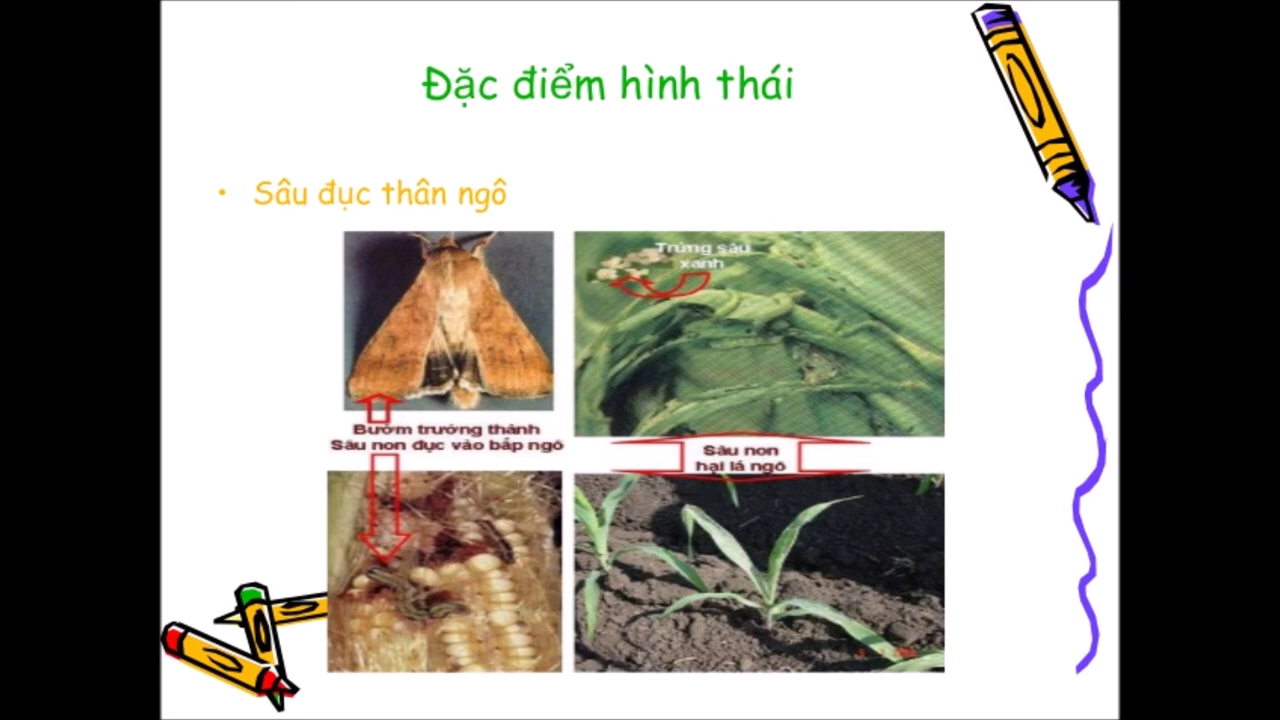 Đặc điểm hình thái
• Sâu đục thân ngô
Trứng sâu
xanh
Bướm trưởng thành
Sâu non đục vào bắp ngô
Sâu non
hại lá ngô